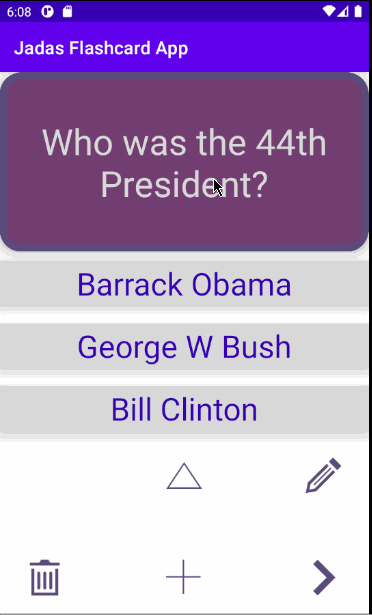 6:08
Jadas Flashcard App
Who was the 44th
President?
Barrack Obama
George W Bush
Bill Clinton